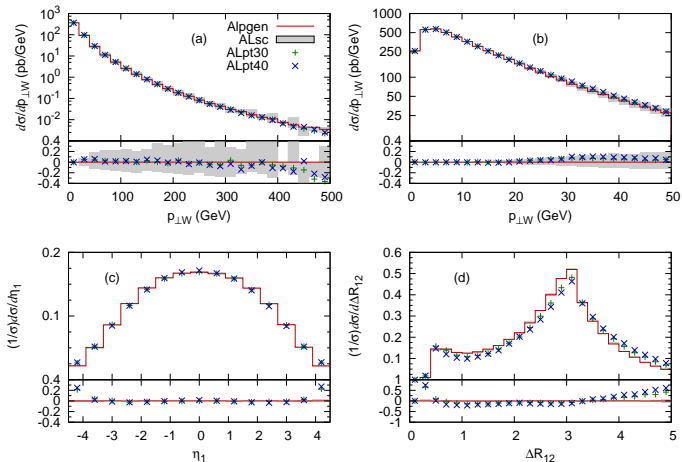 Alpgen
ALsc
ALpt30
ALpt40
(a)
dσ/dp⊥W (pb/GeV)
10³
10²
10¹
10⁰
10⁻¹
10⁻²
0.4
0.2
0
-0.2
-0.4
0 100 200 300 400 500
p⊥W (GeV)
(b)
dσ/dp⊥W (pb/GeV)
1000
500
250
100
50
25
0.4
0.2
0
-0.2
-0.4
0 10 20 30 40 50
p⊥W (GeV)
(c)
(1/σ)dσ/dη₁
0.2
0.1
0.4
0.2
0
-0.2
-0.4
-4 -3 -2 -1 0 1 2 3 4
η₁
(d)
(1/σ)dσ/dΔR₁₂
0.6
0.5
0.4
0.3
0.2
0.1
1
0.5
0
-0.5
-1
0 1 2 3 4 5
ΔR₁₂